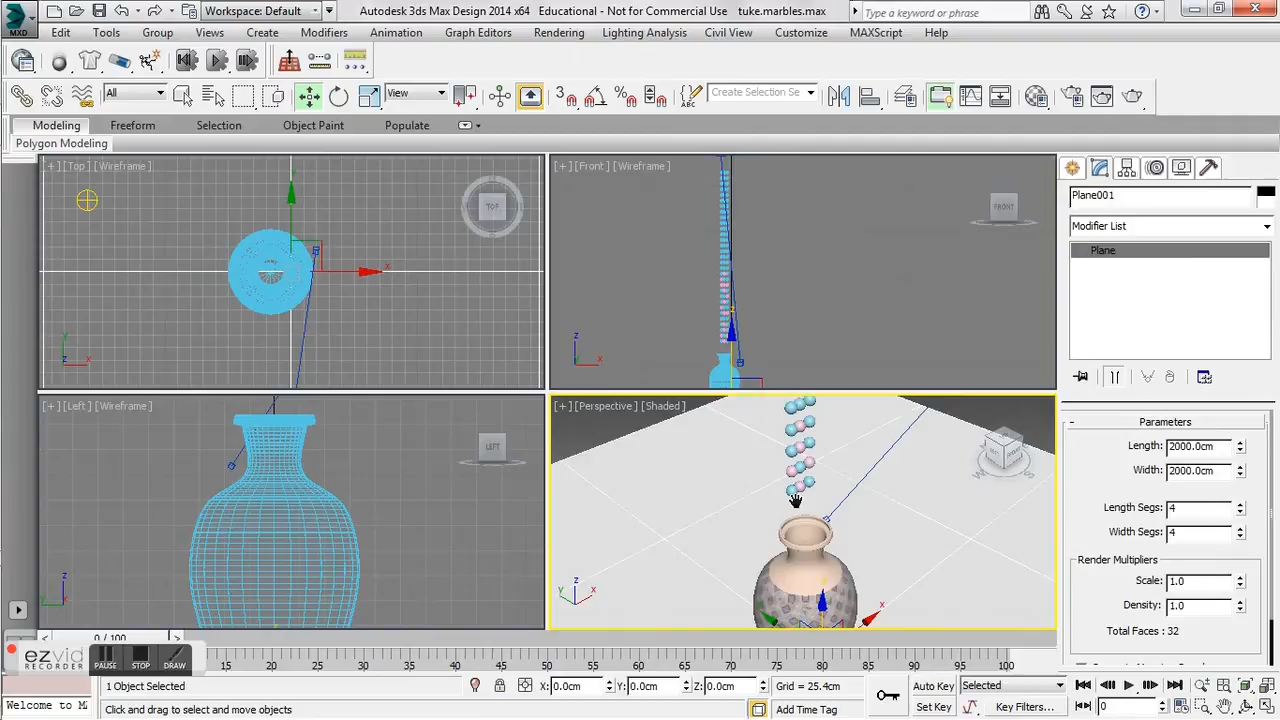 MXD
Workspace: Default
Autodesk 3ds Max Design 2014 x64 Educational - Not for Commercial Use tuke.marbles.max
Type a keyword or phrase
Edit Tools Group Views Create Modifiers Animation Graph Editors Rendering Lighting Analysis Civil View Customize MAXScript Help
All
View
3
%
ABC
Create Selection Se
Modeling Freeform Selection Object Paint Populate
Polygon Modeling
[+] [Top] [Wireframe]
TOP
[+] [Front] [Wireframe]
FRONT
[+] [Left] [Wireframe]
LEFT
[+] [Perspective] [Shaded]
Plane001
Modifier List
Plane
Parameters
Length: 2000.0cm
Width: 2000.0cm
Length Segs: 4
Width Segs: 4
Render Multipliers
Scale: 1.0
Density: 1.0
Total Faces : 32
0 / 100
ezvid
RECORDER
PAUSE STOP DRAW
15 20 25 30 35 40 45 50 55 60 65 70 75 80 85 90 95 100
1 Object Selected
X: 0.0cm Y: 0.0cm Z: 0.0cm
Grid = 25.4cm
Auto Key
Selected
Welcome to M
Click and drag to select and move objects
Add Time Tag
Set Key
Key Filters...
0